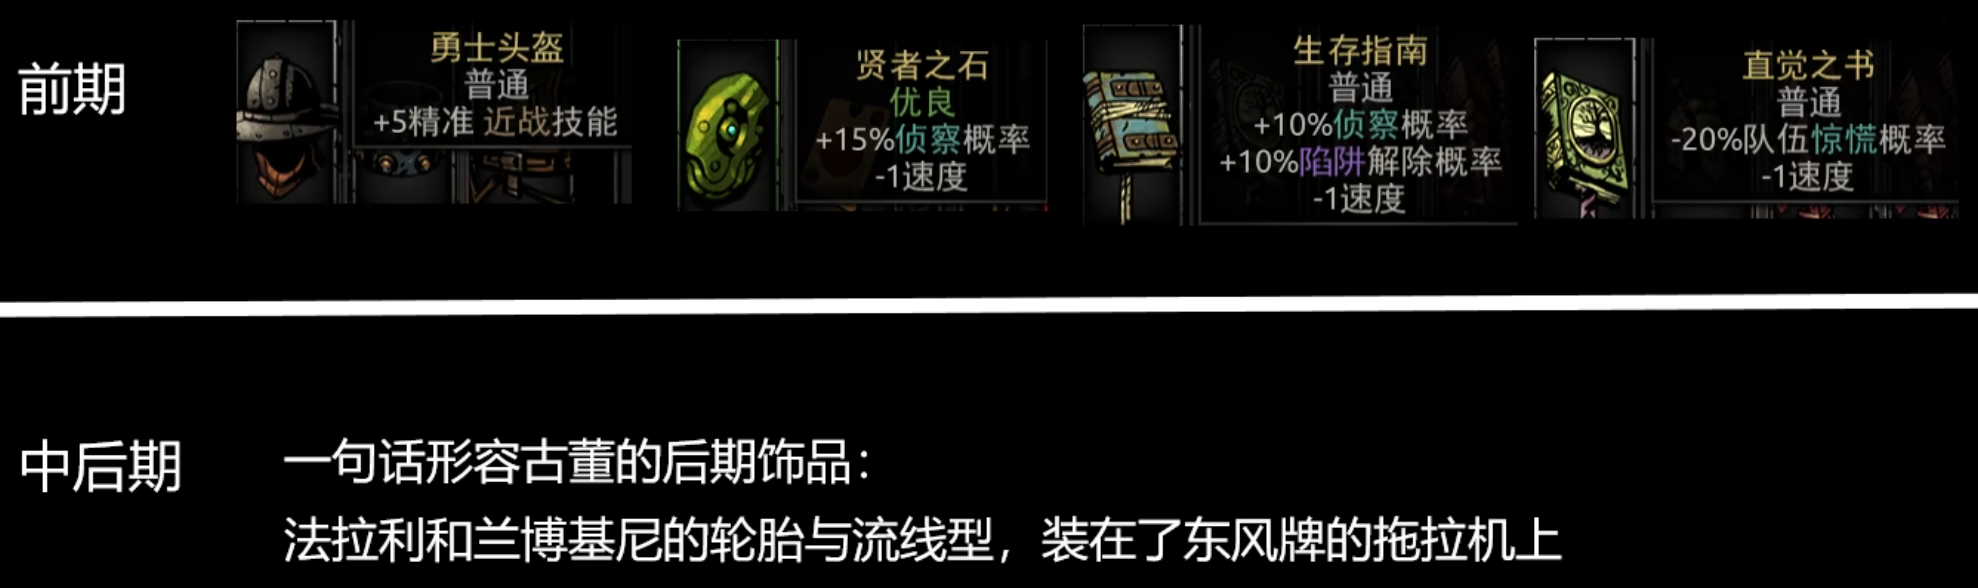 前期
勇士头盔
普通
+5精准 近战技能
贤者之石
优良
+15%侦察概率
-1速度
生存指南
普通
+10%侦察概率
+10%陷阱解除概率
-1速度
直觉之书
普通
-20%队伍惊慌概率
-1速度
中后期
一句话形容古董的后期饰品：
法拉利和兰博基尼的轮胎与流线型，装在了东风牌的拖拉机上